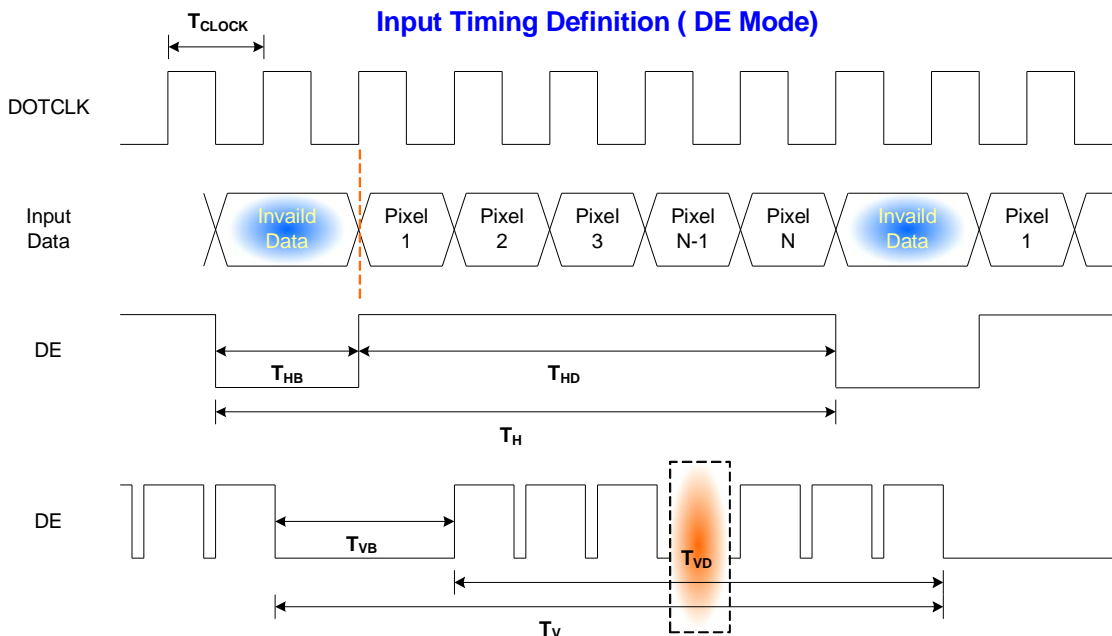 Input Timing Definition ( DE Mode)
TCLOCK
DOTCLK
Input
Data
Invaild
Data
Pixel
1
Pixel
2
Pixel
3
Pixel
N-1
Pixel
N
Invaild
Data
Pixel
1
DE
THB
THD
TH
DE
TVB
TVD
TV